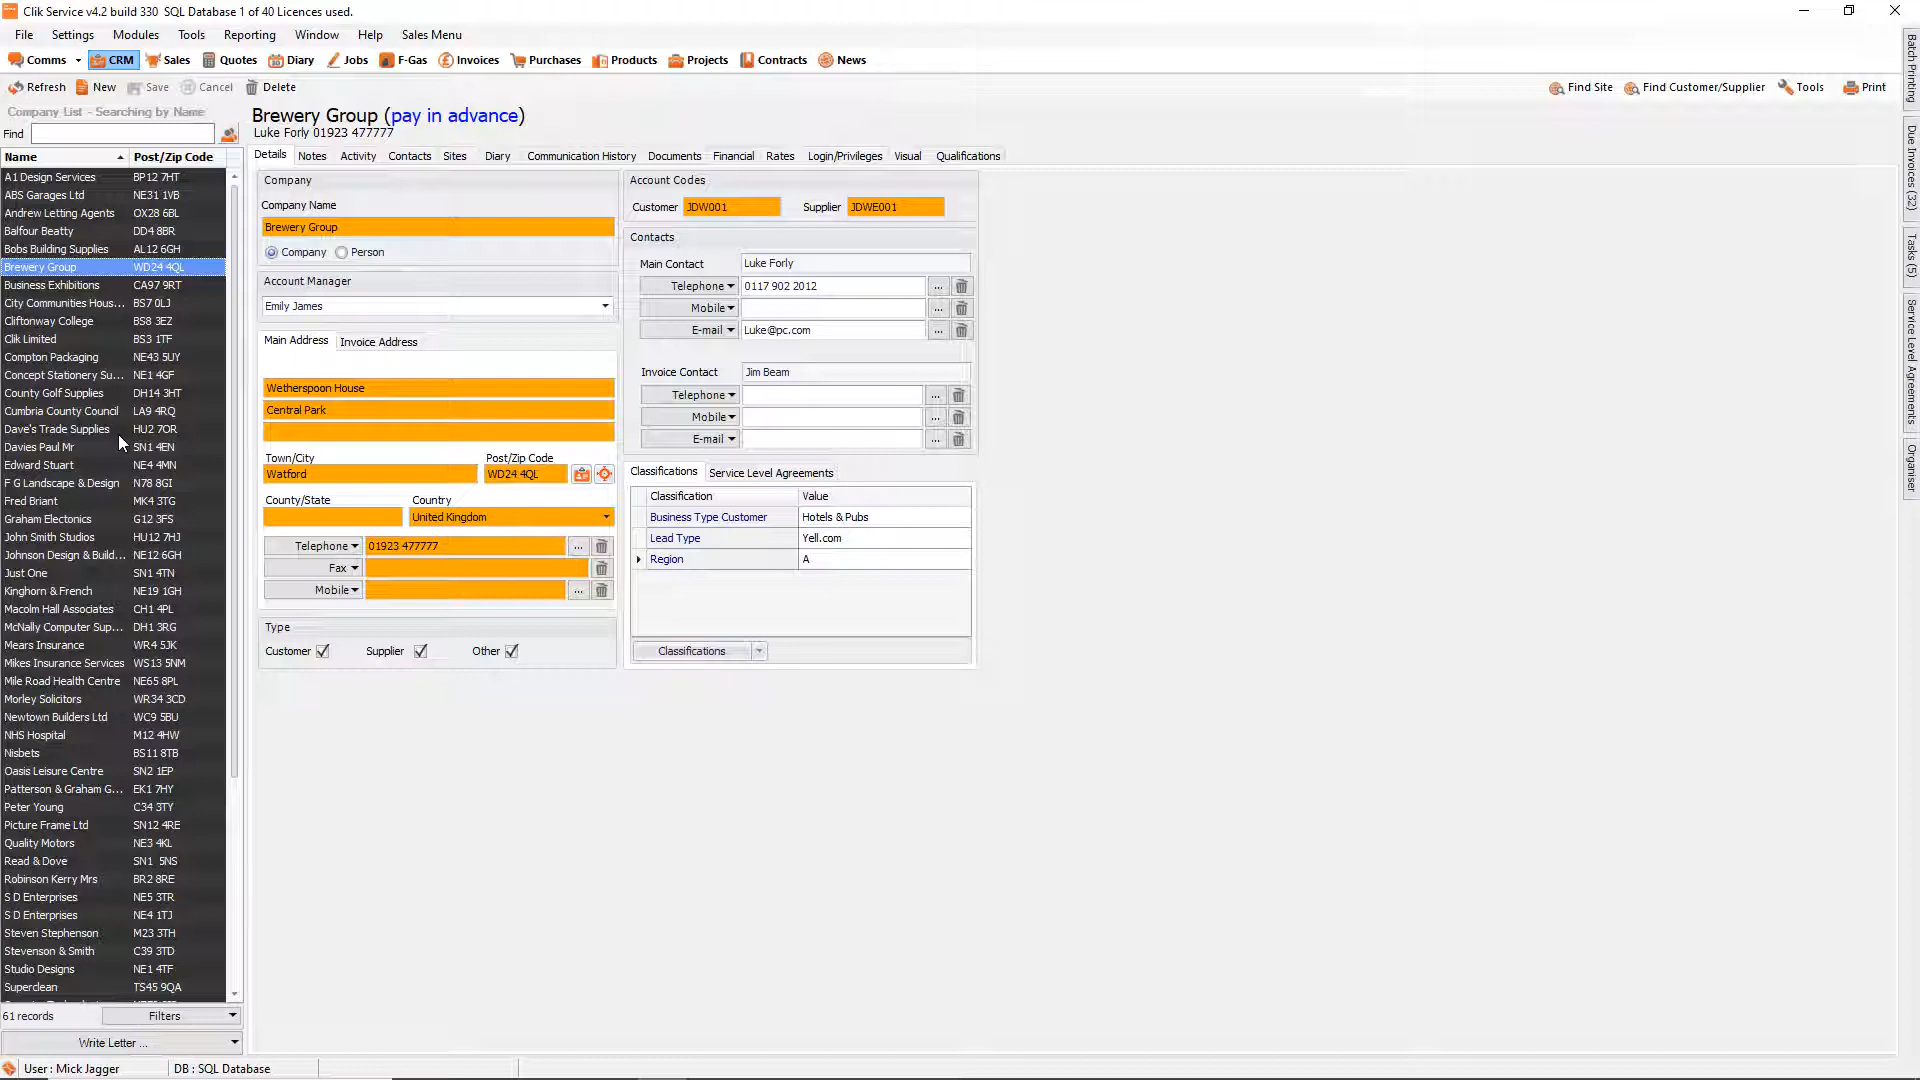 Clik Service v4.2 build 330  SQL Database 1 of 40 Licences used.
File Settings Modules Tools Reporting Window Help Sales Menu
Comms CRM Sales Quotes Diary Jobs F-Gas Invoices Purchases Products Projects Contracts News
Refresh New Save Cancel Delete Find Site Find Customer/Supplier Tools Print
Company List - Searching by Name
Find
Name Post/Zip Code
A1 Design Services BP12 7HT
ABS Garages Ltd NE31 1VB
Andrew Letting Agents OX28 6BL
Balfour Beatty DD4 8BR
Bobs Building Supplies AL12 6GH
Brewery Group WD24 4QL
Business Exhibitions CA97 9RT
City Communities Hous... BS7 0LJ
Cliftonway College BS8 3EZ
Clik Limited BS3 1TF
Compton Packaging NE43 5UY
Concept Stationery Su... NE1 4GF
County Golf Supplies DH14 3HT
Cumbria County Council LA9 4RQ
Dave's Trade Supplies HU2 7OR
Davies Paul Mr SN1 4EN
Edward Stuart NE4 4MN
F G Landscape & Design N78 8GI
Fred Briant MK4 3TG
Graham Electonics G12 3FS
John Smith Studios HU12 7HJ
Johnson Design & Build... NE12 6GH
Just One SN1 4TN
Kinghorn & French NE19 1GH
Macolm Hall Associates CH1 4PL
McNally Computer Sup... DH1 3RG
Mears Insurance WR4 5JK
Mikes Insurance Services WS13 5NM
Mile Road Health Centre NE65 8PL
Morley Solicitors WR34 3CD
Newtown Builders Ltd WC9 5BU
NHS Hospital M12 4HW
Nisbets BS11 8TB
Oasis Leisure Centre SN2 1EP
Patterson & Graham G... EK1 7HY
Peter Young C34 3TY
Picture Frame Ltd SN12 4RE
Quality Motors NE3 4KL
Read & Dove SN1  5NS
Robinson Kerry Mrs BR2 8RE
S D Enterprises NE5 3TR
S D Enterprises NE4 1TJ
Steven Stephenson M23 3TH
Stevenson & Smith C39 3TD
Studio Designs NE1 4TF
Superclean TS45 9QA
61 records Filters
Write Letter ...
Brewery Group (pay in advance)
Luke Forly 01923 477777
Details Notes Activity Contacts Sites Diary Communication History Documents Financial Rates Login/Privileges Visual Qualifications
Company
Company Name
Brewery Group
Company Person
Account Manager
Emily James
Main Address Invoice Address
Wetherspoon House
Central Park
Town/City Post/Zip Code
Watford WD24 4QL
County/State Country
United Kingdom
Telephone 01923 477777
Fax
Mobile
Type
Customer Supplier Other
Account Codes
Customer JDW001 Supplier JDWE001
Contacts
Main Contact Luke Forly
Telephone 0117 902 2012 ...
Mobile ...
E-mail Luke@pc.com ...
Invoice Contact Jim Beam
Telephone ...
Mobile ...
E-mail ...
Classifications Service Level Agreements
Classification Value
Business Type Customer Hotels & Pubs
Lead Type Yell.com
Region A
Classifications
Batch Printing
Due Invoices (32)
Tasks (5)
Service Level Agreements
Organiser
User : Mick Jagger DB : SQL Database